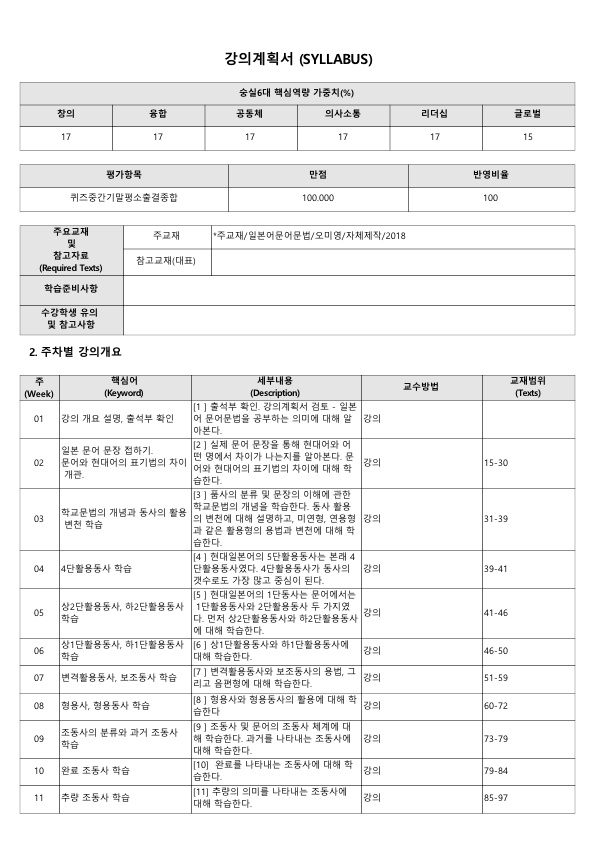 강의계획서 (SYLLABUS)
숭실6대 핵심역량 가중치(%)
창의 융합 공동체 의사소통 리더십 글로벌
17 17 17 17 17 15
평가항목 만점 반영비율
퀴즈중간기말평소출결종합 100.000 100
주요교재
및
참고자료
(Required Texts)
주교재 *주교재/일본어문어문법/오미영/자체제작/2018
참고교재(대표)
학습준비사항
수강학생 유의
및 참고사항
2. 주차별 강의개요
주
(Week)
핵심어
(Keyword)
세부내용
(Description)
교수방법
교재범위
(Texts)
01
강의 개요 설명, 출석부 확인
[1 ] 출석부 확인. 강의계획서 검토 - 일본
어 문어문법을 공부하는 의미에 대해 알
아본다.
강의
02
일본 문어 문장 접하기.
문어와 현대어의 표기법의 차이
개관.
[2 ] 실제 문어 문장을 통해 현대어와 어
떤 명에서 차이가 나는지를 알아본다. 문
어와 현대어의 표기법의 차이에 대해 학
습한다.
강의
15-30
03
학교문법의 개념과 동사의 활용
변천 학습
[3 ] 품사의 분류 및 문장의 이해에 관한
학교문법의 개념을 학습한다. 동사 활용
의 변천에 대해 설명하고, 미연형, 연용형
과 같은 활용형의 용법과 변천에 대해 학
습한다.
강의
31-39
04
4단활용동사 학습
[4 ] 현대일본어의 5단활용동사는 본래 4
단활용동사였다. 4단활용동사가 동사의
갯수로도 가장 많고 중심이 된다.
강의
39-41
05
상2단활용동사, 하2단활용동사
학습
[5 ] 현대일본어의 1단동사는 문어에서는
1단활용동사와 2단활용동사 두 가지였
다. 먼저 상2단활용동사와 하2단활용동사
에 대해 학습한다.
강의
41-46
06
상1단활용동사, 하1단활용동사
학습
[6 ] 상1단활용동사와 하1단활용동사에
대해 학습한다.
강의
46-50
07
변격활용동사, 보조동사 학습
[7 ] 변격활용동사와 보조동사의 용법, 그
리고 음편형에 대해 학습한다.
강의
51-59
08
형용사, 형용동사 학습
[8 ] 형용사와 형용동사의 활용에 대해 학
습한다
강의
60-72
09
조동사의 분류와 과거 조동사
학습
[9 ] 조동사 및 문어의 조동사 체계에 대
해 학습한다. 과거를 나타내는 조동사에
대해 학습한다.
강의
73-79
10
완료 조동사 학습
[10] 완료를 나타내는 조동사에 대해 학
습한다.
강의
79-84
11
추량 조동사 학습
[11] 추량의 의미를 나타내는 조동사에
대해 학습한다.
강의
85-97